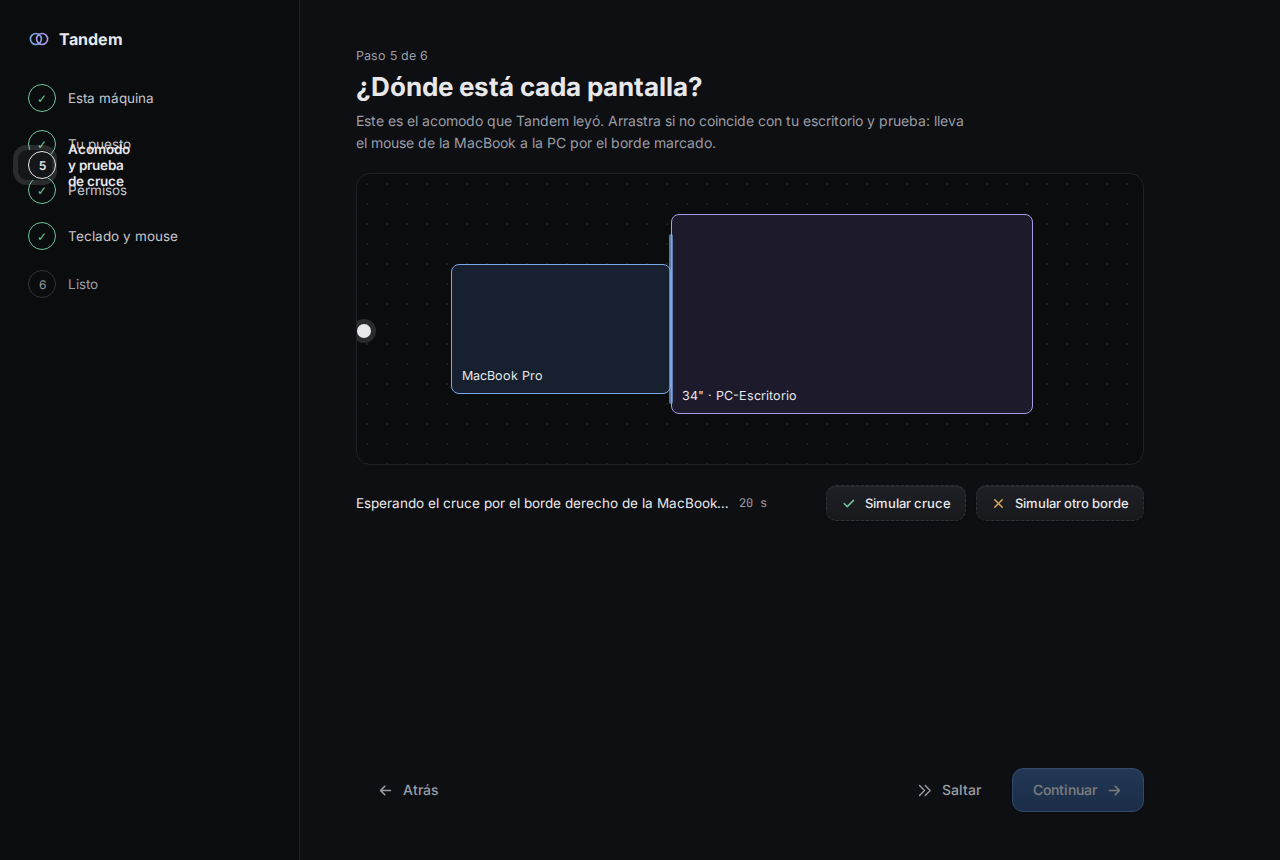 Tandem
✓ Esta máquina
✓ Tu puesto
5 Acomodo
y prueba
de cruce
✓ Permisos
✓ Teclado y mouse
6 Listo
Paso 5 de 6
¿Dónde está cada pantalla?
Este es el acomodo que Tandem leyó. Arrastra si no coincide con tu escritorio y prueba: lleva
el mouse de la MacBook a la PC por el borde marcado.
MacBook Pro
34" · PC-Escritorio
Esperando el cruce por el borde derecho de la MacBook… 20 s
Simular cruce
Simular otro borde
Atrás
Saltar
Continuar